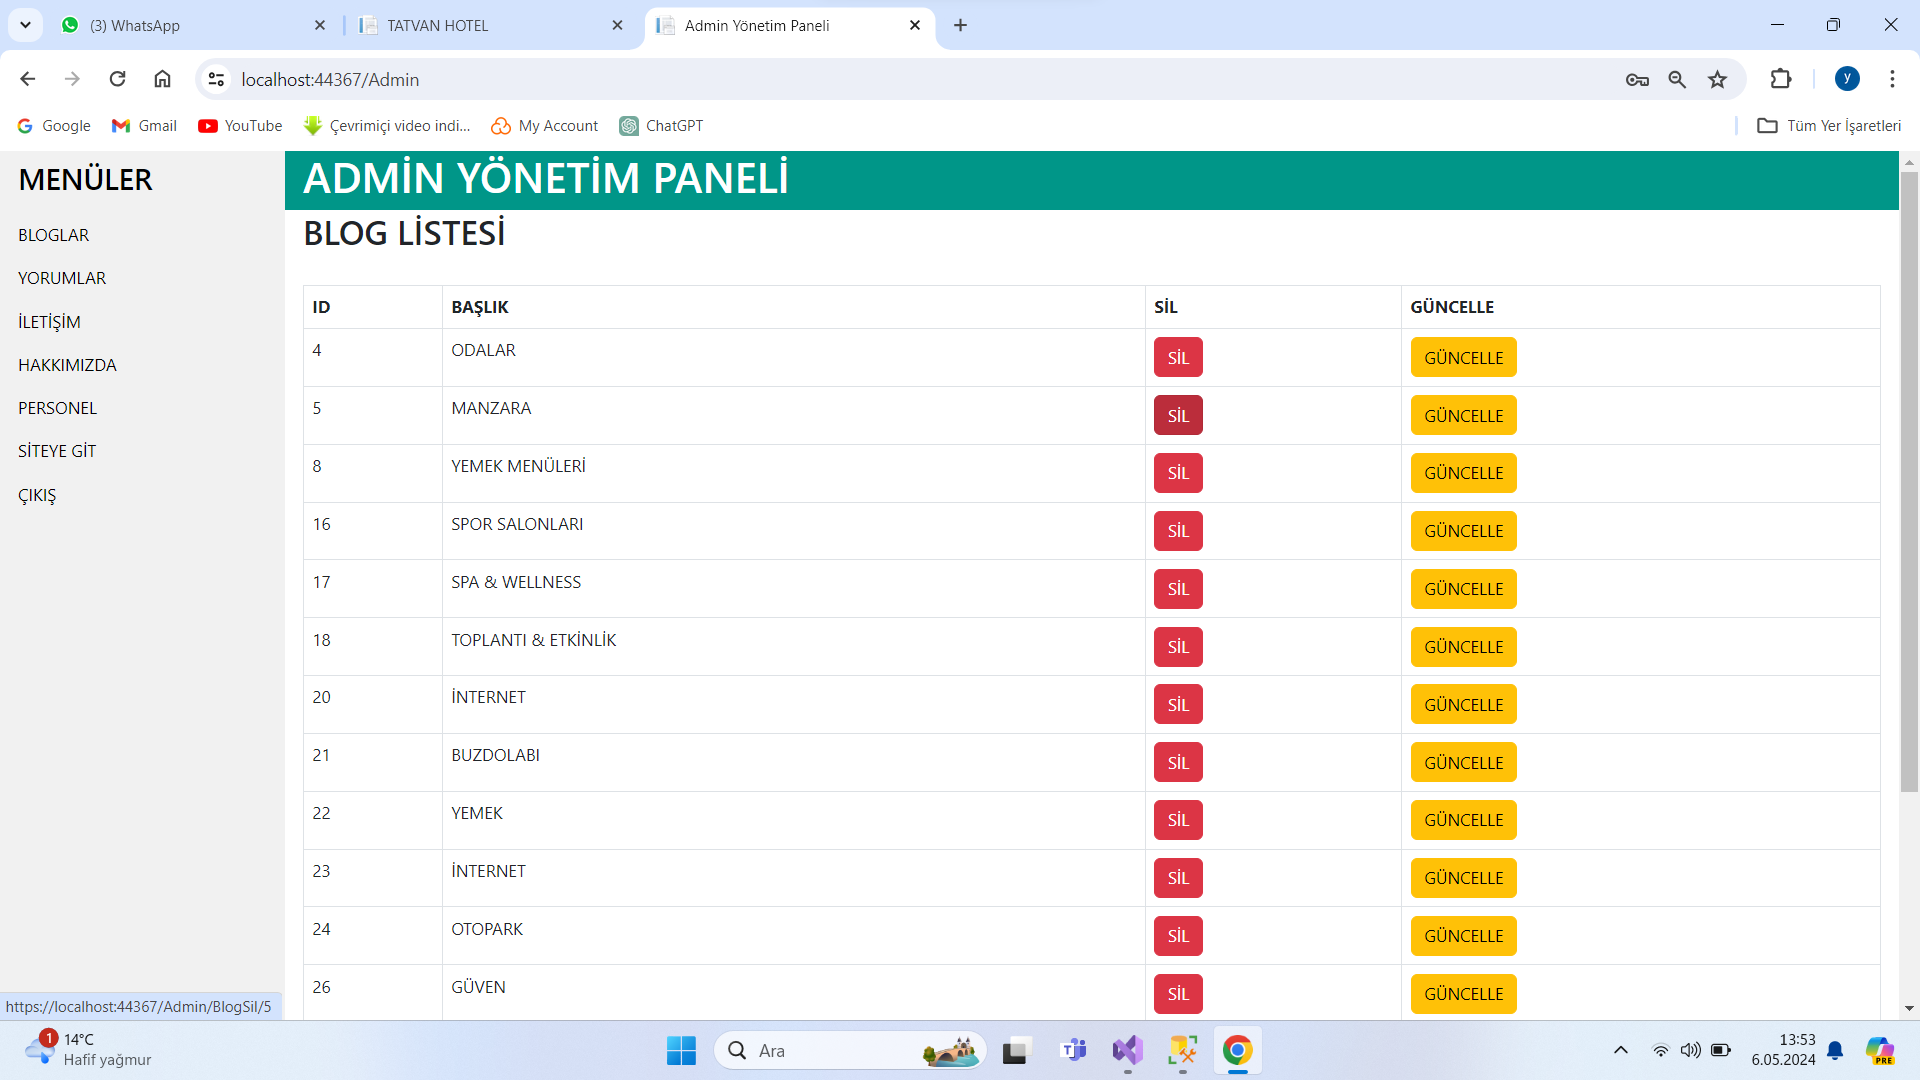 (3) WhatsApp
TATVAN HOTEL
Admin Yönetim Paneli
localhost:44367/Admin
y
Google
Gmail
YouTube
Çevrimiçi video indi...
My Account
ChatGPT
Tüm Yer İşaretleri
MENÜLER
BLOGLAR
YORUMLAR
İLETİŞİM
HAKKIMIZDA
PERSONEL
SİTEYE GİT
ÇIKIŞ
ADMİN YÖNETİM PANELİ
BLOG LİSTESİ
ID BAŞLIK SİL GÜNCELLE
4 ODALAR SİL GÜNCELLE
5 MANZARA SİL GÜNCELLE
8 YEMEK MENÜLERİ SİL GÜNCELLE
16 SPOR SALONLARI SİL GÜNCELLE
17 SPA & WELLNESS SİL GÜNCELLE
18 TOPLANTI & ETKİNLİK SİL GÜNCELLE
20 İNTERNET SİL GÜNCELLE
21 BUZDOLABI SİL GÜNCELLE
22 YEMEK SİL GÜNCELLE
23 İNTERNET SİL GÜNCELLE
24 OTOPARK SİL GÜNCELLE
26 GÜVEN SİL GÜNCELLE
https://localhost:44367/Admin/BlogSil/5
1
14°C
Hafif yağmur
Ara
13:53
6.05.2024
PRE